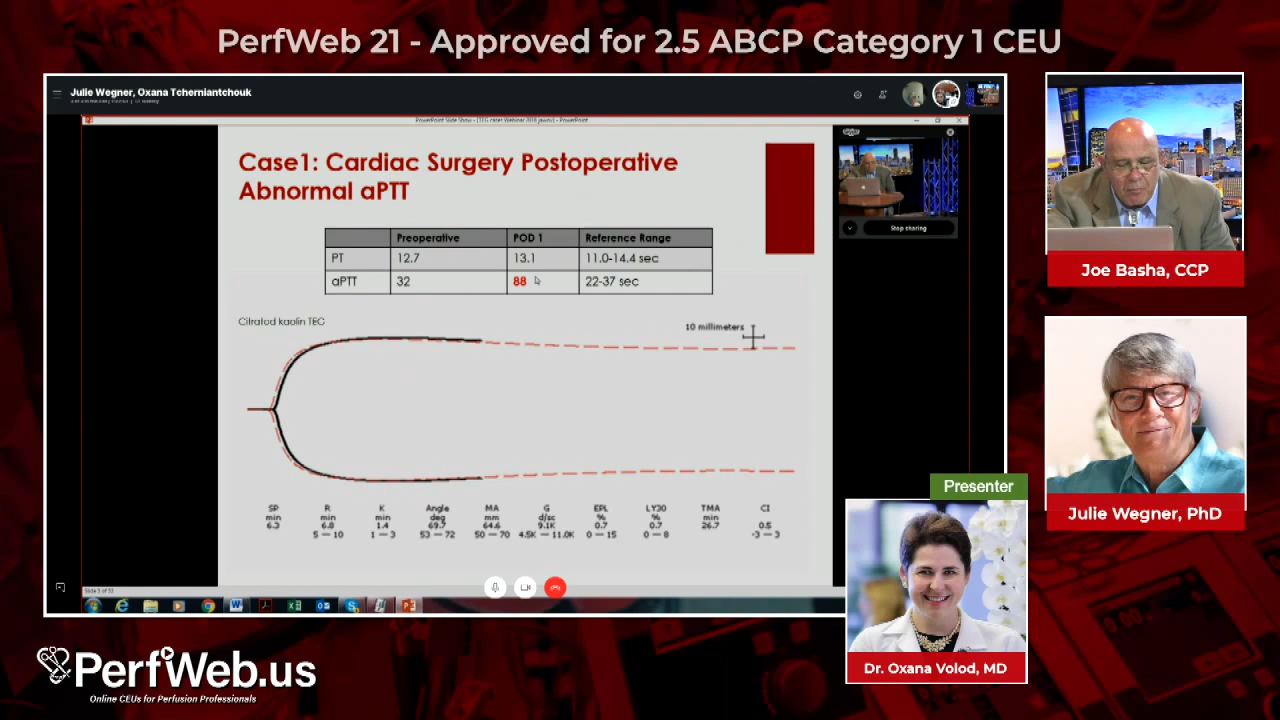 PerfWeb 21 - Approved for 2.5 ABCP Category 1 CEU
Julie Wegner, Oxana Tcherniantchouk
Case1: Cardiac Surgery Postoperative
Abnormal aPTT
Preoperative POD 1 Reference Range
PT 12.7 13.1 11.0-14.4 sec
aPTT 32 88 22-37 sec
Citrated kaolin TEG
10 millimeters
SP R K Angle MA G EPL LY30 TMA CI
min min min deg mm d/sc % % min
6.3 6.8 1.4 69.7 64.6 9.1K 0.7 0.7 26.7 0.5
5 — 10 1 — 3 53 — 72 50 — 70 4.5K — 11.0K 0 — 15 0 — 8 -3 — 3
Stop sharing
Joe Basha, CCP
Julie Wegner, PhD
Presenter
Dr. Oxana Volod, MD
PerfWeb.us
Online CEUs for Perfusion Professionals